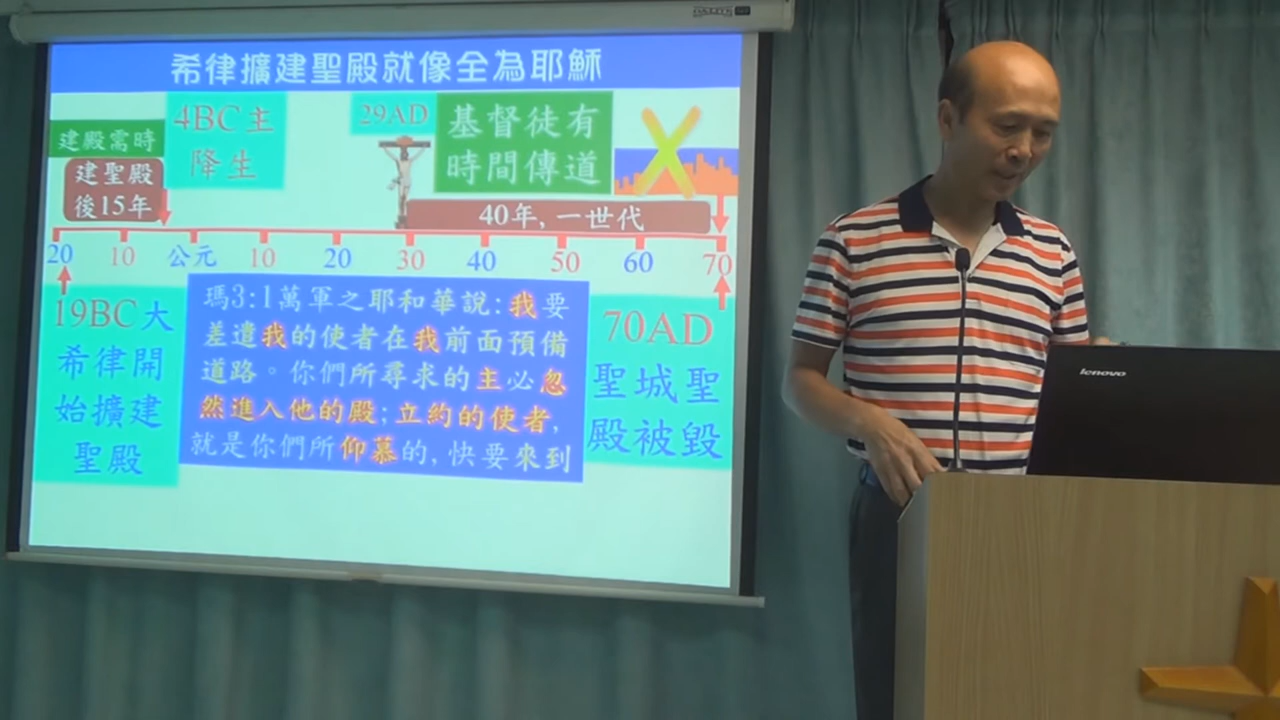 希律擴建聖殿就像全為耶穌
建殿需時
建聖殿
後15年
4BC主
降生
29AD
基督徒有
時間傳道
40年, 一世代
20 10 公元 10 20 30 40 50 60 70
19BC大
希律開
始擴建
聖殿
瑪3:1萬軍之耶和華說:我要
差遣我的使者在我前面預備
道路。你們所尋求的主必忽
然進入他的殿;立約的使者,
就是你們所仰慕的,快要來到
70AD
聖城聖
殿被毀
lenovo